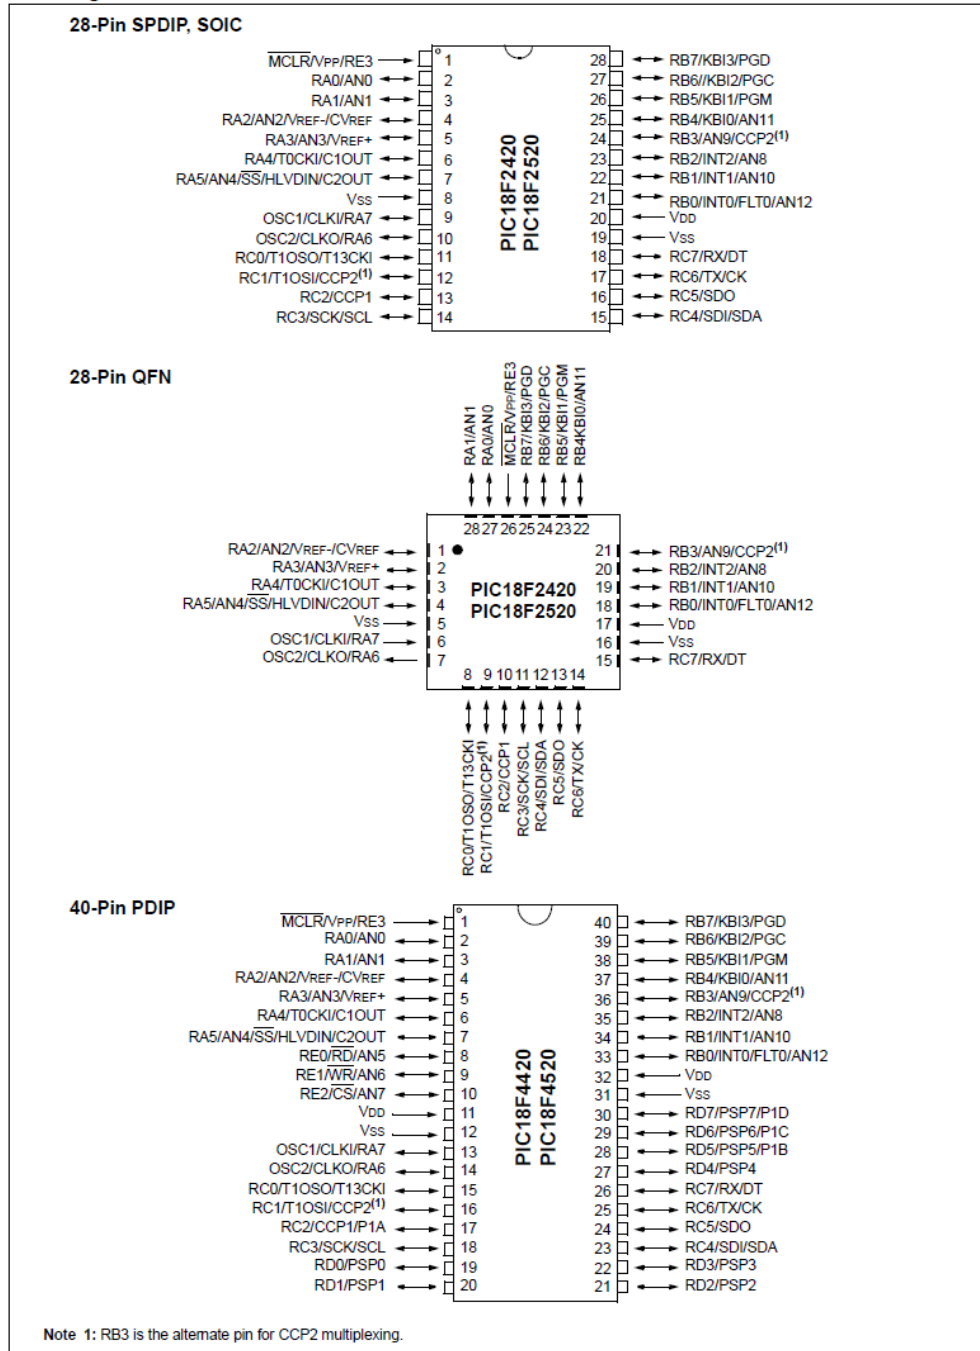 28-Pin SPDIP, SOIC
MCLR/VPP/RE3 1 28 RB7/KBI3/PGD
RA0/AN0 2 27 RB6//KBI2/PGC
RA1/AN1 3 26 RB5/KBI1/PGM
RA2/AN2/VREF-/CVREF 4 25 RB4/KBI0/AN11
RA3/AN3/VREF+ 5 24 RB3/AN9/CCP2(1)
RA4/T0CKI/C1OUT 6 23 RB2/INT2/AN8
RA5/AN4/SS/HLVDIN/C2OUT 7 22 RB1/INT1/AN10
VSS 8 21 RB0/INT0/FLT0/AN12
OSC1/CLKI/RA7 9 20 VDD
OSC2/CLKO/RA6 10 19 VSS
RC0/T1OSO/T13CKI 11 18 RC7/RX/DT
RC1/T1OSI/CCP2(1) 12 17 RC6/TX/CK
RC2/CCP1 13 16 RC5/SDO
RC3/SCK/SCL 14 15 RC4/SDI/SDA
PIC18F2420
PIC18F2520
28-Pin QFN
RA1/AN1
RA0/AN0
MCLR/VPP/RE3
RB7/KBI3/PGD
RB6/KBI2/PGC
RB5/KBI1/PGM
RB4KBI0/AN11
28 27 26 25 24 23 22
RA2/AN2/VREF-/CVREF 1 21 RB3/AN9/CCP2(1)
RA3/AN3/VREF+ 2 20 RB2/INT2/AN8
RA4/T0CKI/C1OUT 3 19 RB1/INT1/AN10
RA5/AN4/SS/HLVDIN/C2OUT 4 18 RB0/INT0/FLT0/AN12
VSS 5 17 VDD
OSC1/CLKI/RA7 6 16 VSS
OSC2/CLKO/RA6 7 15 RC7/RX/DT
PIC18F2420
PIC18F2520
8 9 10 11 12 13 14
RC0/T1OSO/T13CKI
RC1/T1OSI/CCP2(1)
RC2/CCP1
RC3/SCK/SCL
RC4/SDI/SDA
RC5/SDO
RC6/TX/CK
40-Pin PDIP
MCLR/VPP/RE3 1 40 RB7/KBI3/PGD
RA0/AN0 2 39 RB6/KBI2/PGC
RA1/AN1 3 38 RB5/KBI1/PGM
RA2/AN2/VREF-/CVREF 4 37 RB4/KBI0/AN11
RA3/AN3/VREF+ 5 36 RB3/AN9/CCP2(1)
RA4/T0CKI/C1OUT 6 35 RB2/INT2/AN8
RA5/AN4/SS/HLVDIN/C2OUT 7 34 RB1/INT1/AN10
RE0/RD/AN5 8 33 RB0/INT0/FLT0/AN12
RE1/WR/AN6 9 32 VDD
RE2/CS/AN7 10 31 VSS
VDD 11 30 RD7/PSP7/P1D
VSS 12 29 RD6/PSP6/P1C
OSC1/CLKI/RA7 13 28 RD5/PSP5/P1B
OSC2/CLKO/RA6 14 27 RD4/PSP4
RC0/T1OSO/T13CKI 15 26 RC7/RX/DT
RC1/T1OSI/CCP2(1) 16 25 RC6/TX/CK
RC2/CCP1/P1A 17 24 RC5/SDO
RC3/SCK/SCL 18 23 RC4/SDI/SDA
RD0/PSP0 19 22 RD3/PSP3
RD1/PSP1 20 21 RD2/PSP2
PIC18F4420
PIC18F4520
Note 1: RB3 is the alternate pin for CCP2 multiplexing.